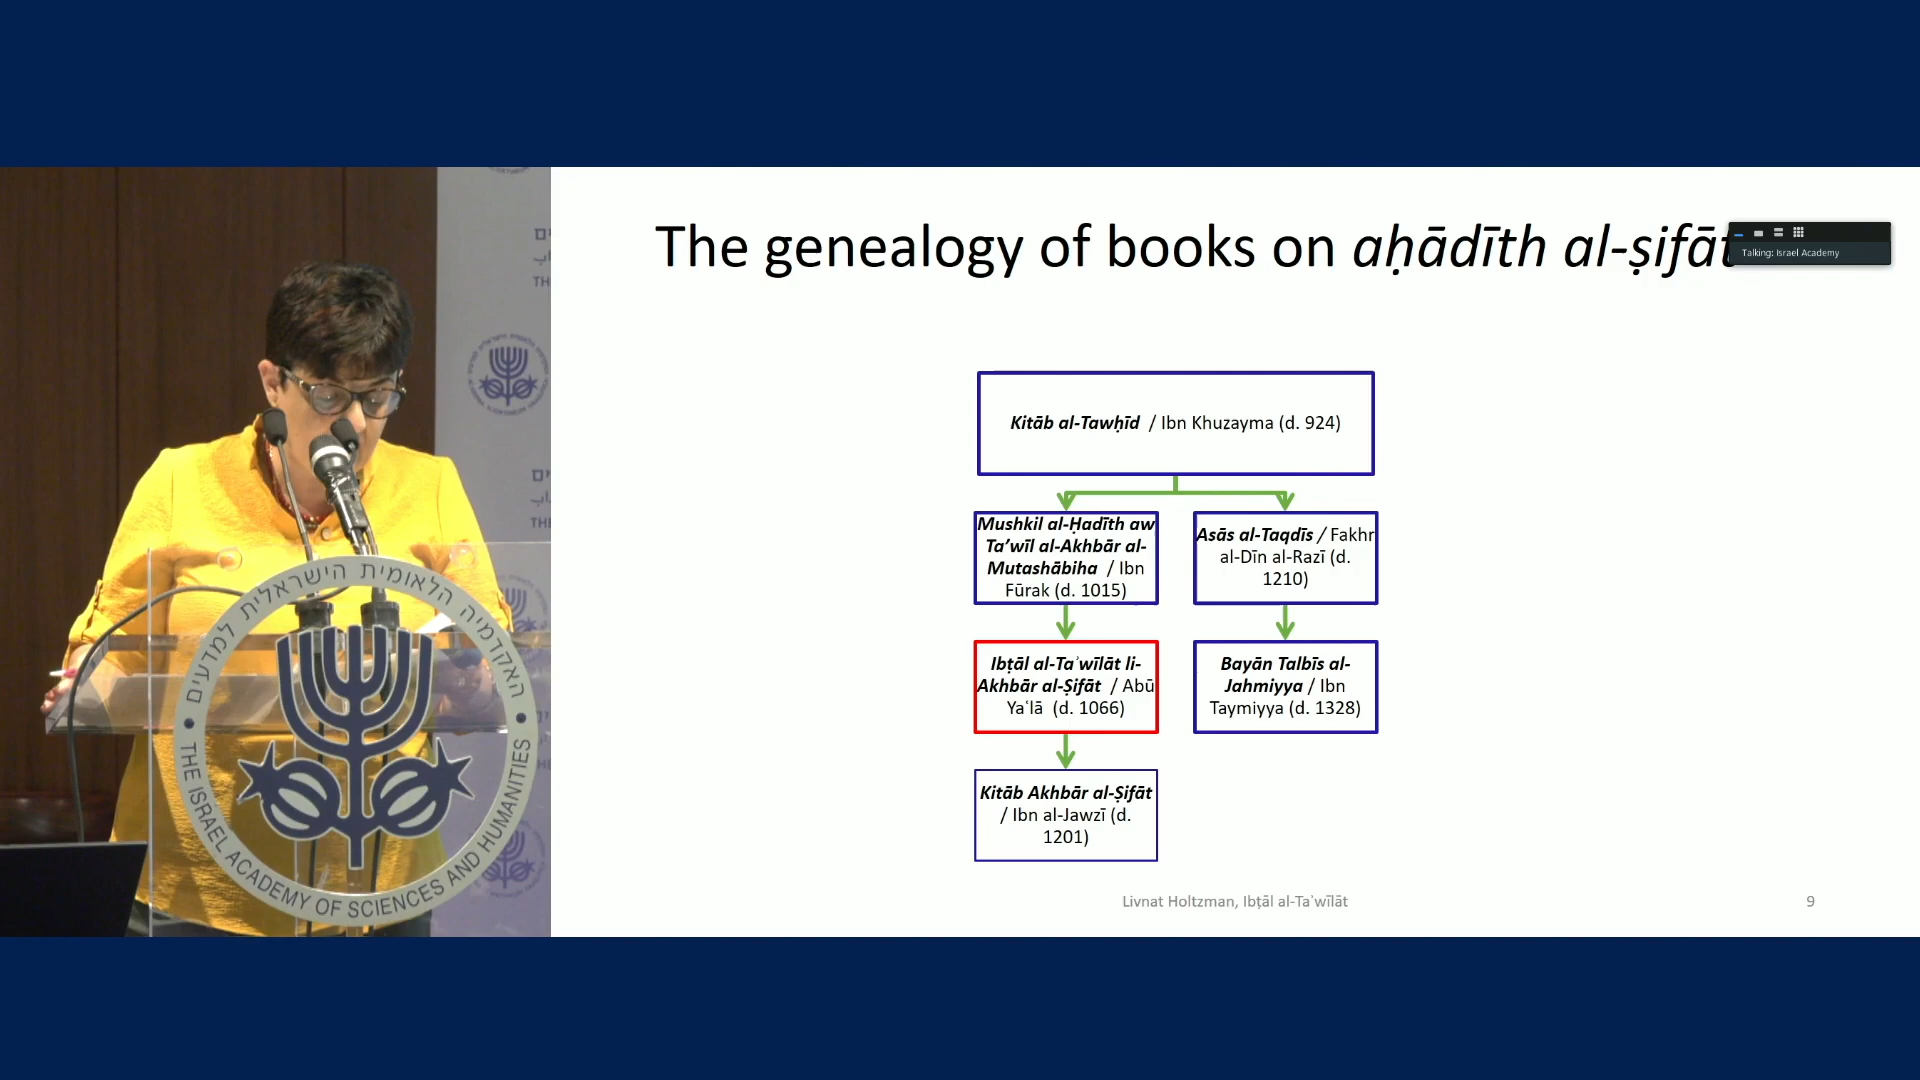 The genealogy of books on aḥādīth al-ṣifāt
Talking: Israel Academy
Kitāb al-Tawḥīd / Ibn Khuzayma (d. 924)
Mushkil al-Ḥadīth aw
Ta’wīl al-Akhbār al-
Mutashābiha / Ibn
Fūrak (d. 1015)
Asās al-Taqdīs / Fakhr
al-Dīn al-Razī (d.
1210)
Ibṭāl al-Taʾwīlāt li-
Akhbār al-Ṣifāt / Abū
Yaʿlā (d. 1066)
Bayān Talbīs al-
Jahmiyya / Ibn
Taymiyya (d. 1328)
Kitāb Akhbār al-Ṣifāt
/ Ibn al-Jawzī (d.
1201)
Livnat Holtzman, Ibṭāl al-Taʾwīlāt
9
האקדמיה הלאומית הישראלית למדעים
THE ISRAEL ACADEMY OF SCIENCES AND HUMANITIES